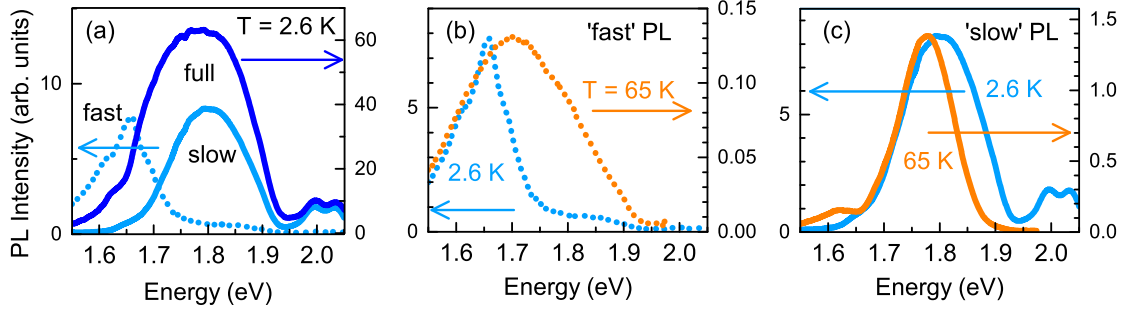 (a)
T = 2.6 K
full
fast
slow
PL Intensity (arb. units)
0
10
0
20
40
60
1.6 1.7 1.8 1.9 2.0
Energy (eV)
(b)
'fast' PL
T = 65 K
2.6 K
0
5
0.00
0.05
0.10
0.15
1.6 1.7 1.8 1.9 2.0
Energy (eV)
(c)
'slow' PL
2.6 K
65 K
0
5
0.0
0.5
1.0
1.5
1.6 1.7 1.8 1.9 2.0
Energy (eV)